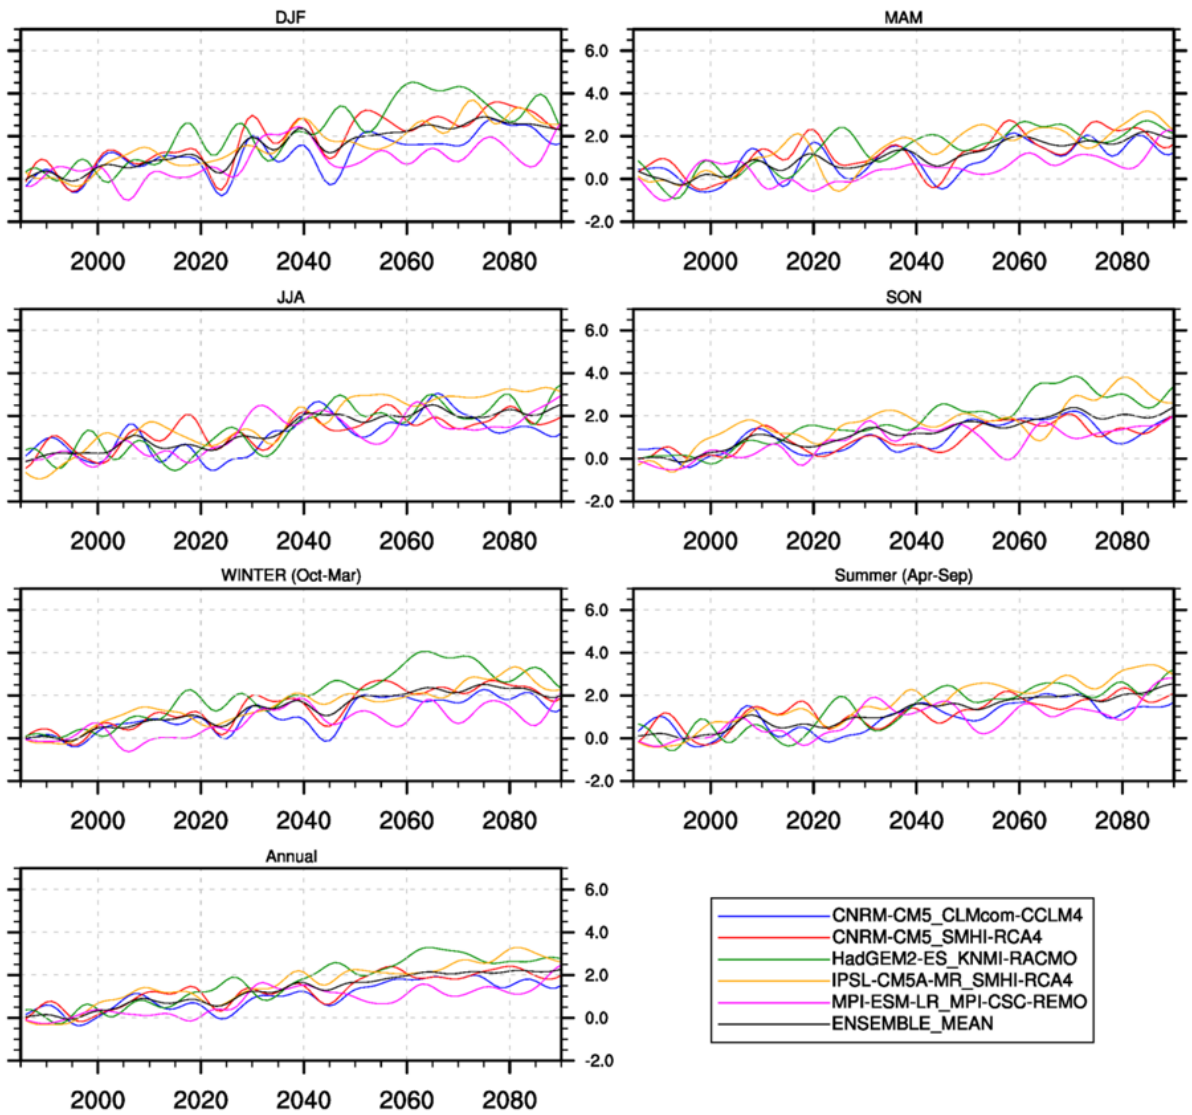 DJF
MAM
6.0
4.0
2.0
0.0
-2.0
2000 2020 2040 2060 2080
2000 2020 2040 2060 2080
JJA
SON
6.0
4.0
2.0
0.0
-2.0
2000 2020 2040 2060 2080
2000 2020 2040 2060 2080
WINTER (Oct-Mar)
Summer (Apr-Sep)
6.0
4.0
2.0
0.0
-2.0
2000 2020 2040 2060 2080
2000 2020 2040 2060 2080
Annual
6.0
4.0
2.0
0.0
-2.0
2000 2020 2040 2060 2080
CNRM-CM5_CLMcom-CCLM4
CNRM-CM5_SMHI-RCA4
HadGEM2-ES_KNMI-RACMO
IPSL-CM5A-MR_SMHI-RCA4
MPI-ESM-LR_MPI-CSC-REMO
ENSEMBLE_MEAN